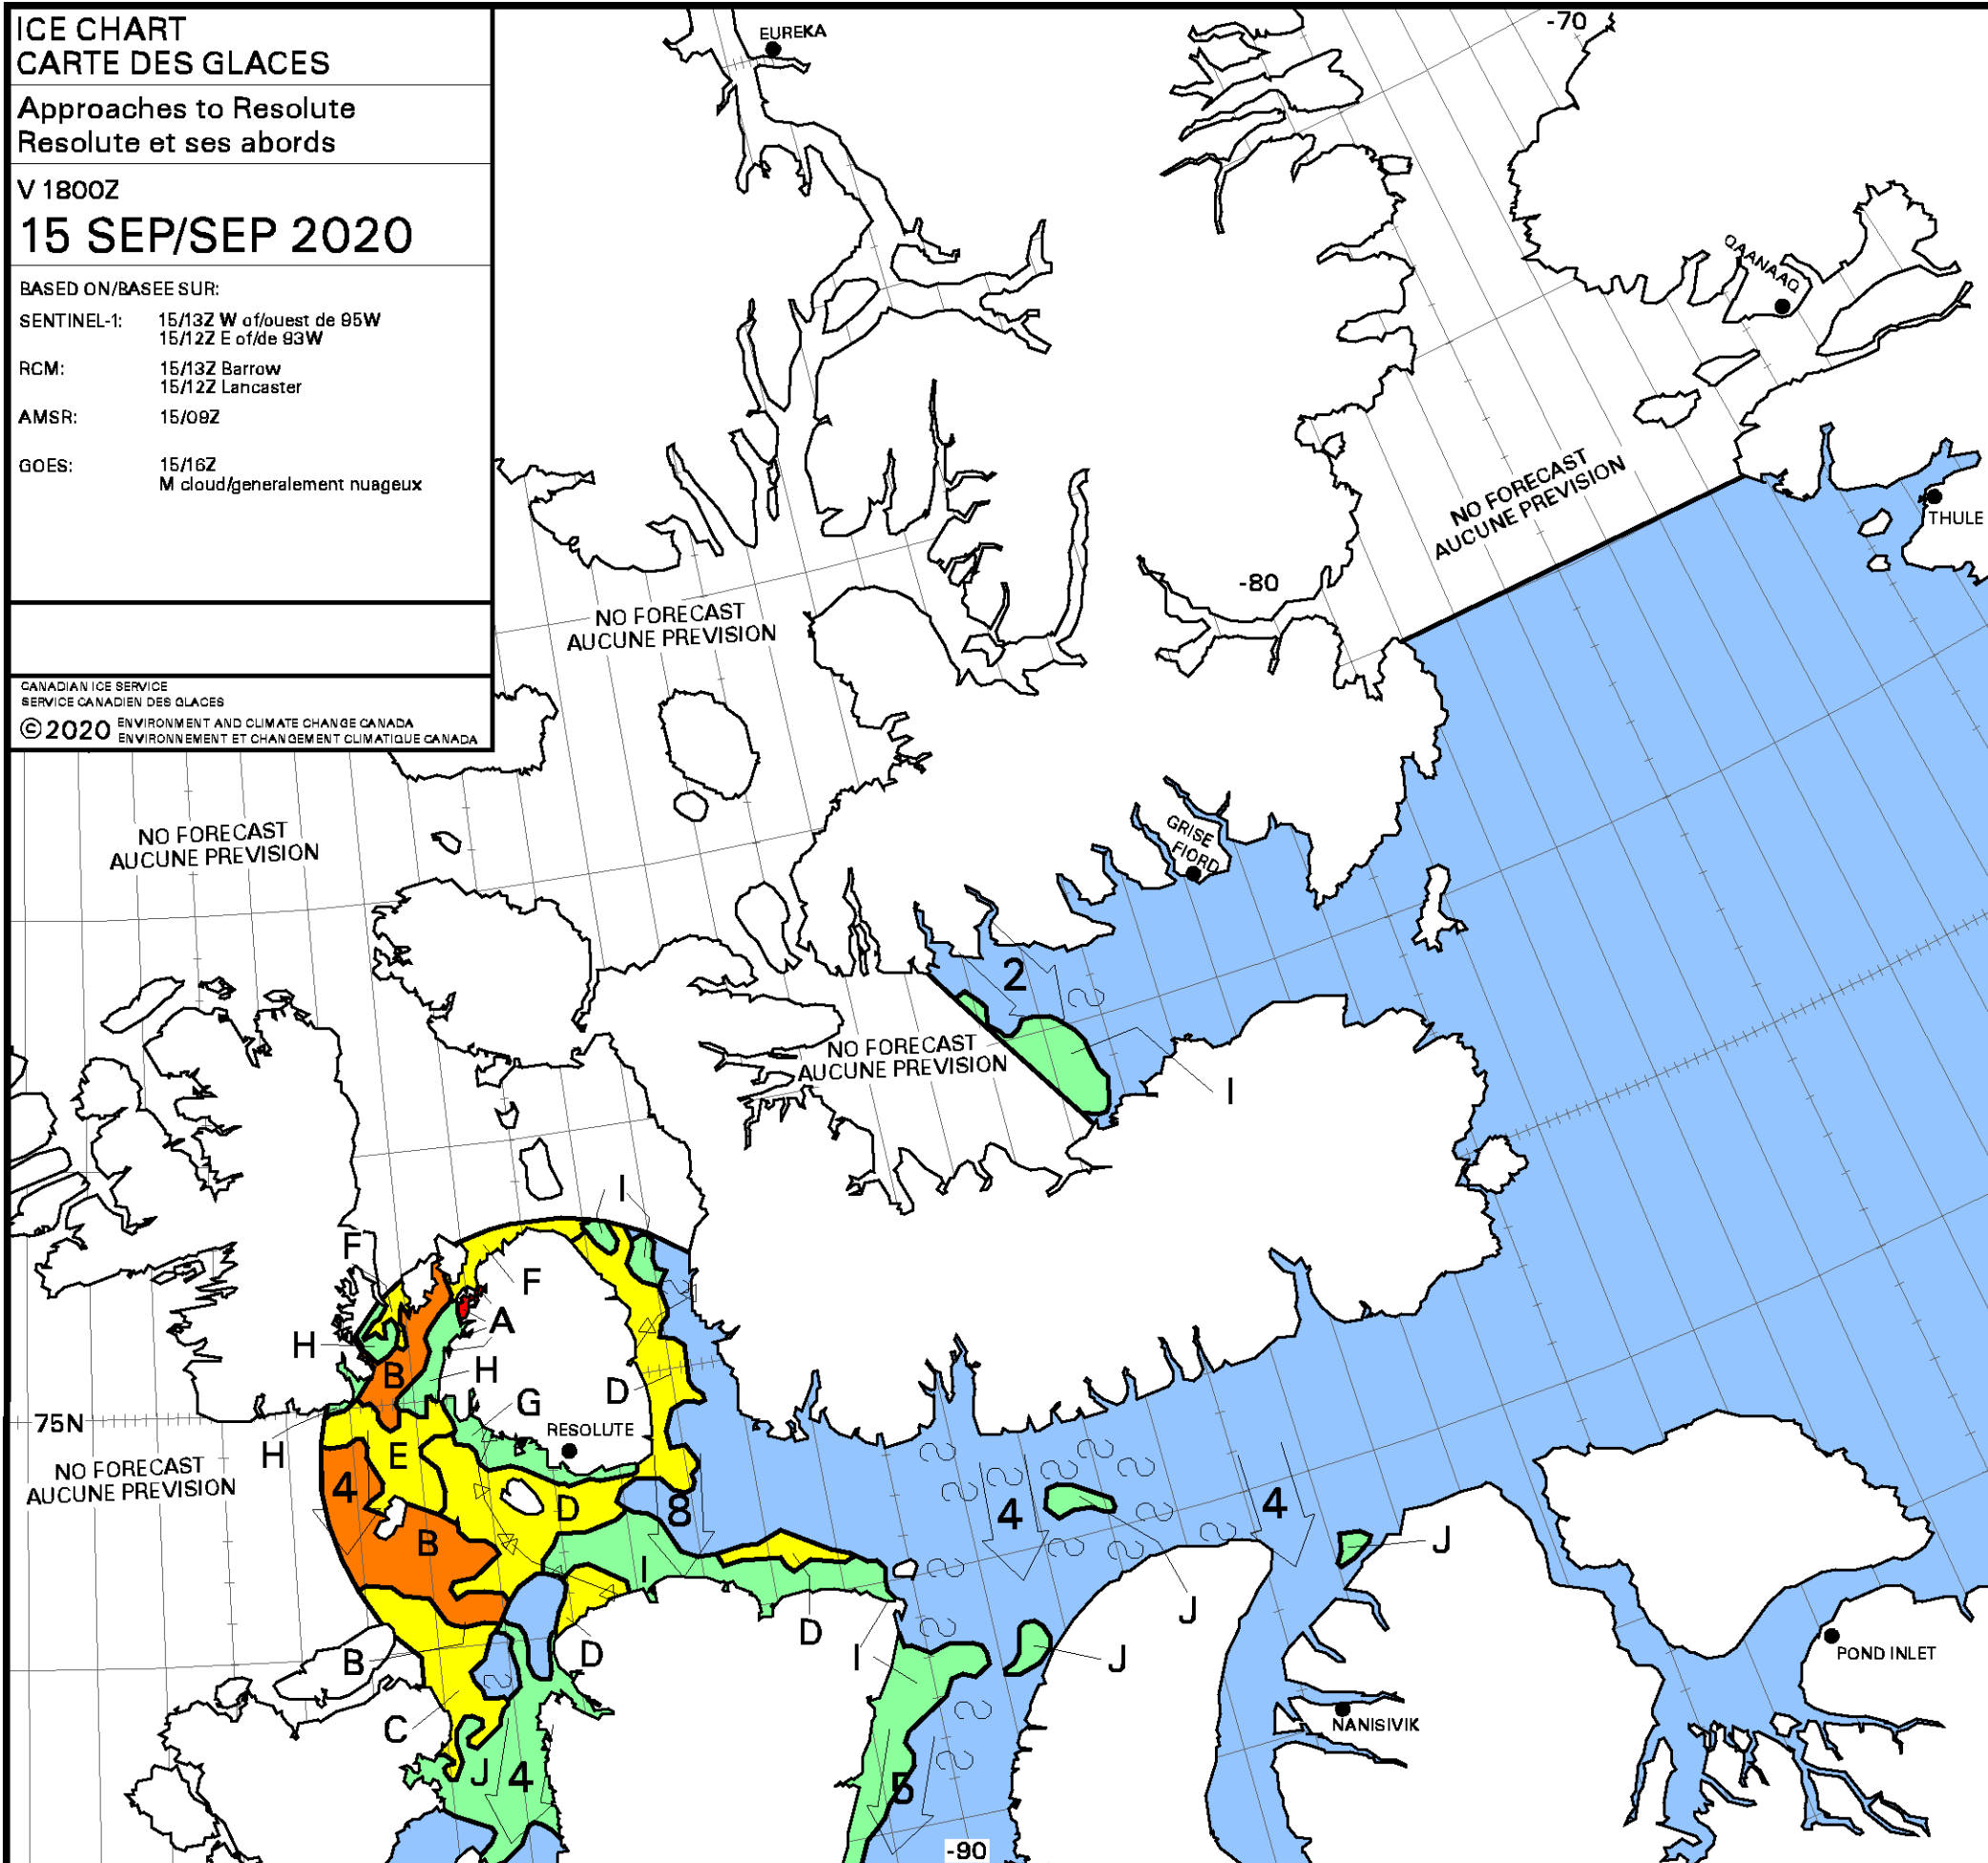 ICE CHART
CARTE DES GLACES
Approaches to Resolute
Resolute et ses abords
V 1800Z
15 SEP/SEP 2020
BASED ON/BASEE SUR:
SENTINEL-1: 15/13Z W of/ouest de 95W
15/12Z E of/de 93W
RCM: 15/13Z Barrow
15/12Z Lancaster
AMSR: 15/09Z
GOES: 15/16Z
M cloud/generalement nuageux
CANADIAN ICE SERVICE
SERVICE CANADIEN DES GLACES
© 2020 ENVIRONMENT AND CLIMATE CHANGE CANADA
ENVIRONNEMENT ET CHANGEMENT CLIMATIQUE CANADA
-70
EUREKA
QAANAAQ
NO FORECAST
AUCUNE PREVISION
THULE
-80
NO FORECAST
AUCUNE PREVISION
NO FORECAST
AUCUNE PREVISION
GRISE
FIORD
2
NO FORECAST
AUCUNE PREVISION
I
I
F
F
A
H
H
B
D
G
RESOLUTE
75N
H
E
NO FORECAST
AUCUNE PREVISION
4
D
8
4
4
B
I
J
J
D
I
D
B
J
C
POND INLET
NANISIVIK
J
4
5
-90